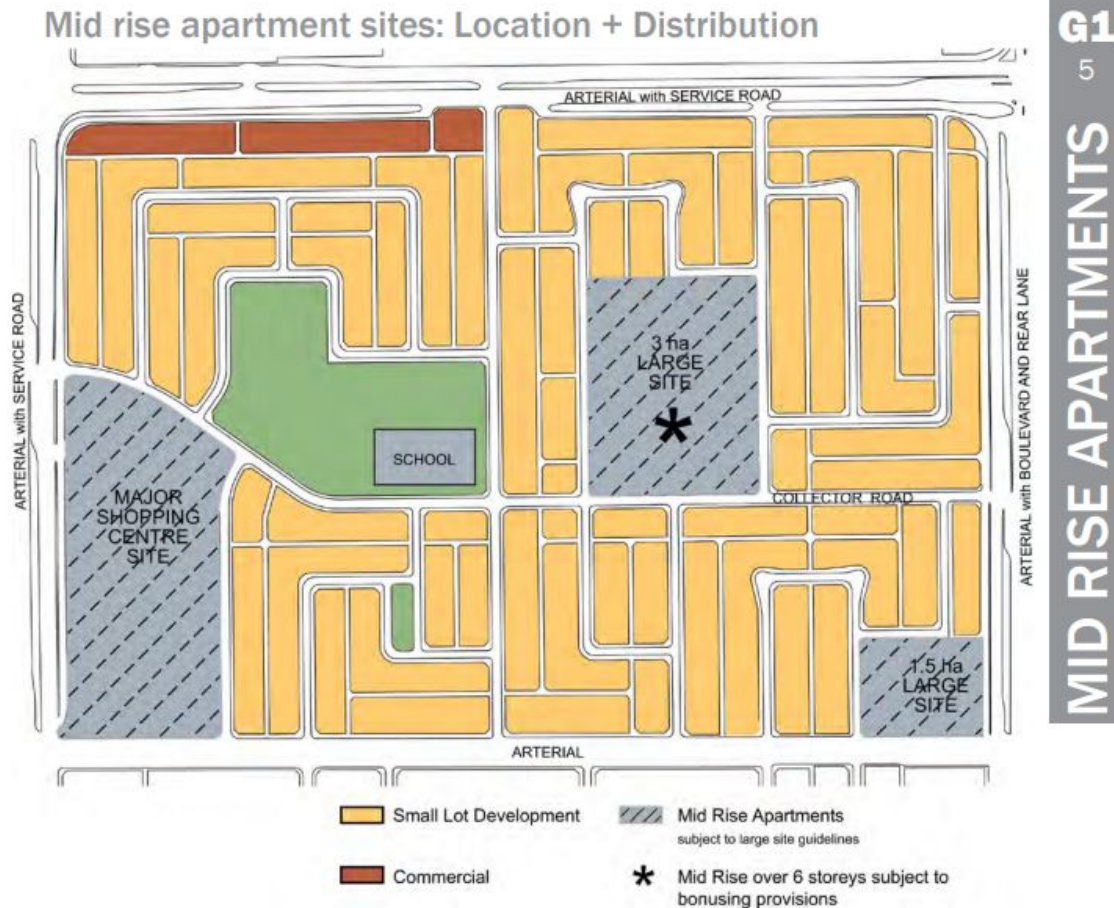 Mid rise apartment sites: Location + Distribution
G1
5
MID RISE APARTMENTS
ARTERIAL with SERVICE ROAD
ARTERIAL with SERVICE ROAD
ARTERIAL with BOULEVARD AND REAR LANE
3 ha
LARGE
SITE
*
SCHOOL
MAJOR
SHOPPING
CENTRE
SITE
COLLECTOR ROAD
1.5 ha
LARGE
SITE
ARTERIAL
Small Lot Development
Mid Rise Apartments
subject to large site guidelines
Commercial
* Mid Rise over 6 storeys subject to
bonusing provisions